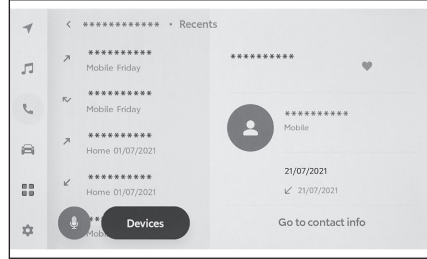 ************ • Recents
**********
Mobile Friday
**********
Mobile Friday
**********
Home 01/07/2021
**********
Home 01/07/2021
**
Mobi
Devices
**********
**********
Mobile
21/07/2021
21/07/2021
Go to contact info